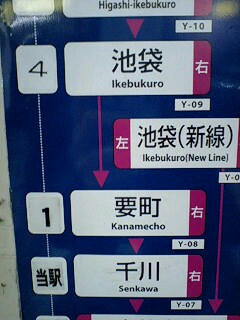 Higashi-ikebukuro
Y-10
4
池袋
右
Ikebukuro
Y-09
左
池袋(新線)
Ikebukuro(New Line)
1
要町
右
Kanamecho
Y-08
当駅
千川
右
Senkawa
Y-07